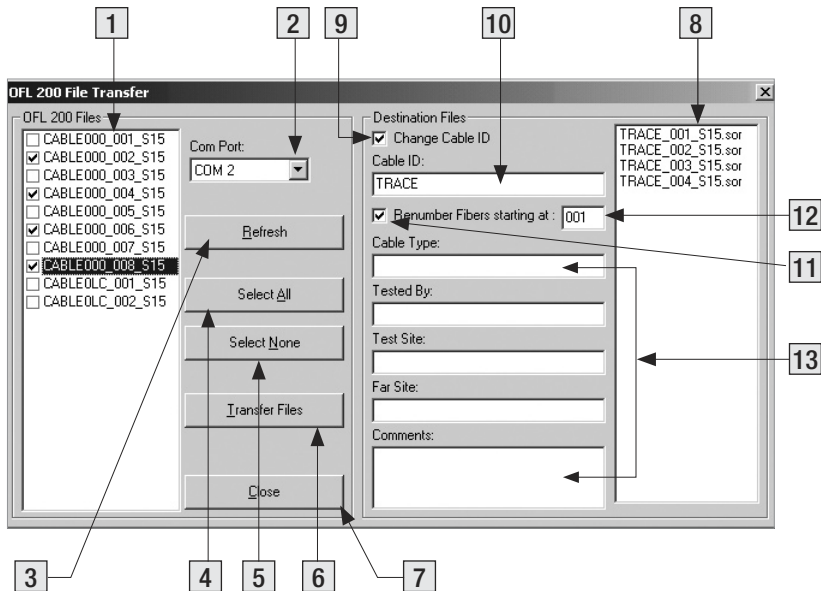 1
2
9
10
8
OFL 200 File Transfer
OFL 200 Files
CABLE000_001_S15
CABLE000_002_S15
CABLE000_003_S15
CABLE000_004_S15
CABLE000_005_S15
CABLE000_006_S15
CABLE000_007_S15
CABLE000_008_S15
CABLE0LC_001_S15
CABLE0LC_002_S15
Com Port:
COM 2
Refresh
Select All
Select None
Transfer Files
Close
Destination Files
Change Cable ID
Cable ID:
TRACE
Renumber Fibers starting at : 001
Cable Type:
Tested By:
Test Site:
Far Site:
Comments:
TRACE_001_S15.sor
TRACE_002_S15.sor
TRACE_003_S15.sor
TRACE_004_S15.sor
12
11
13
3
4
5
6
7